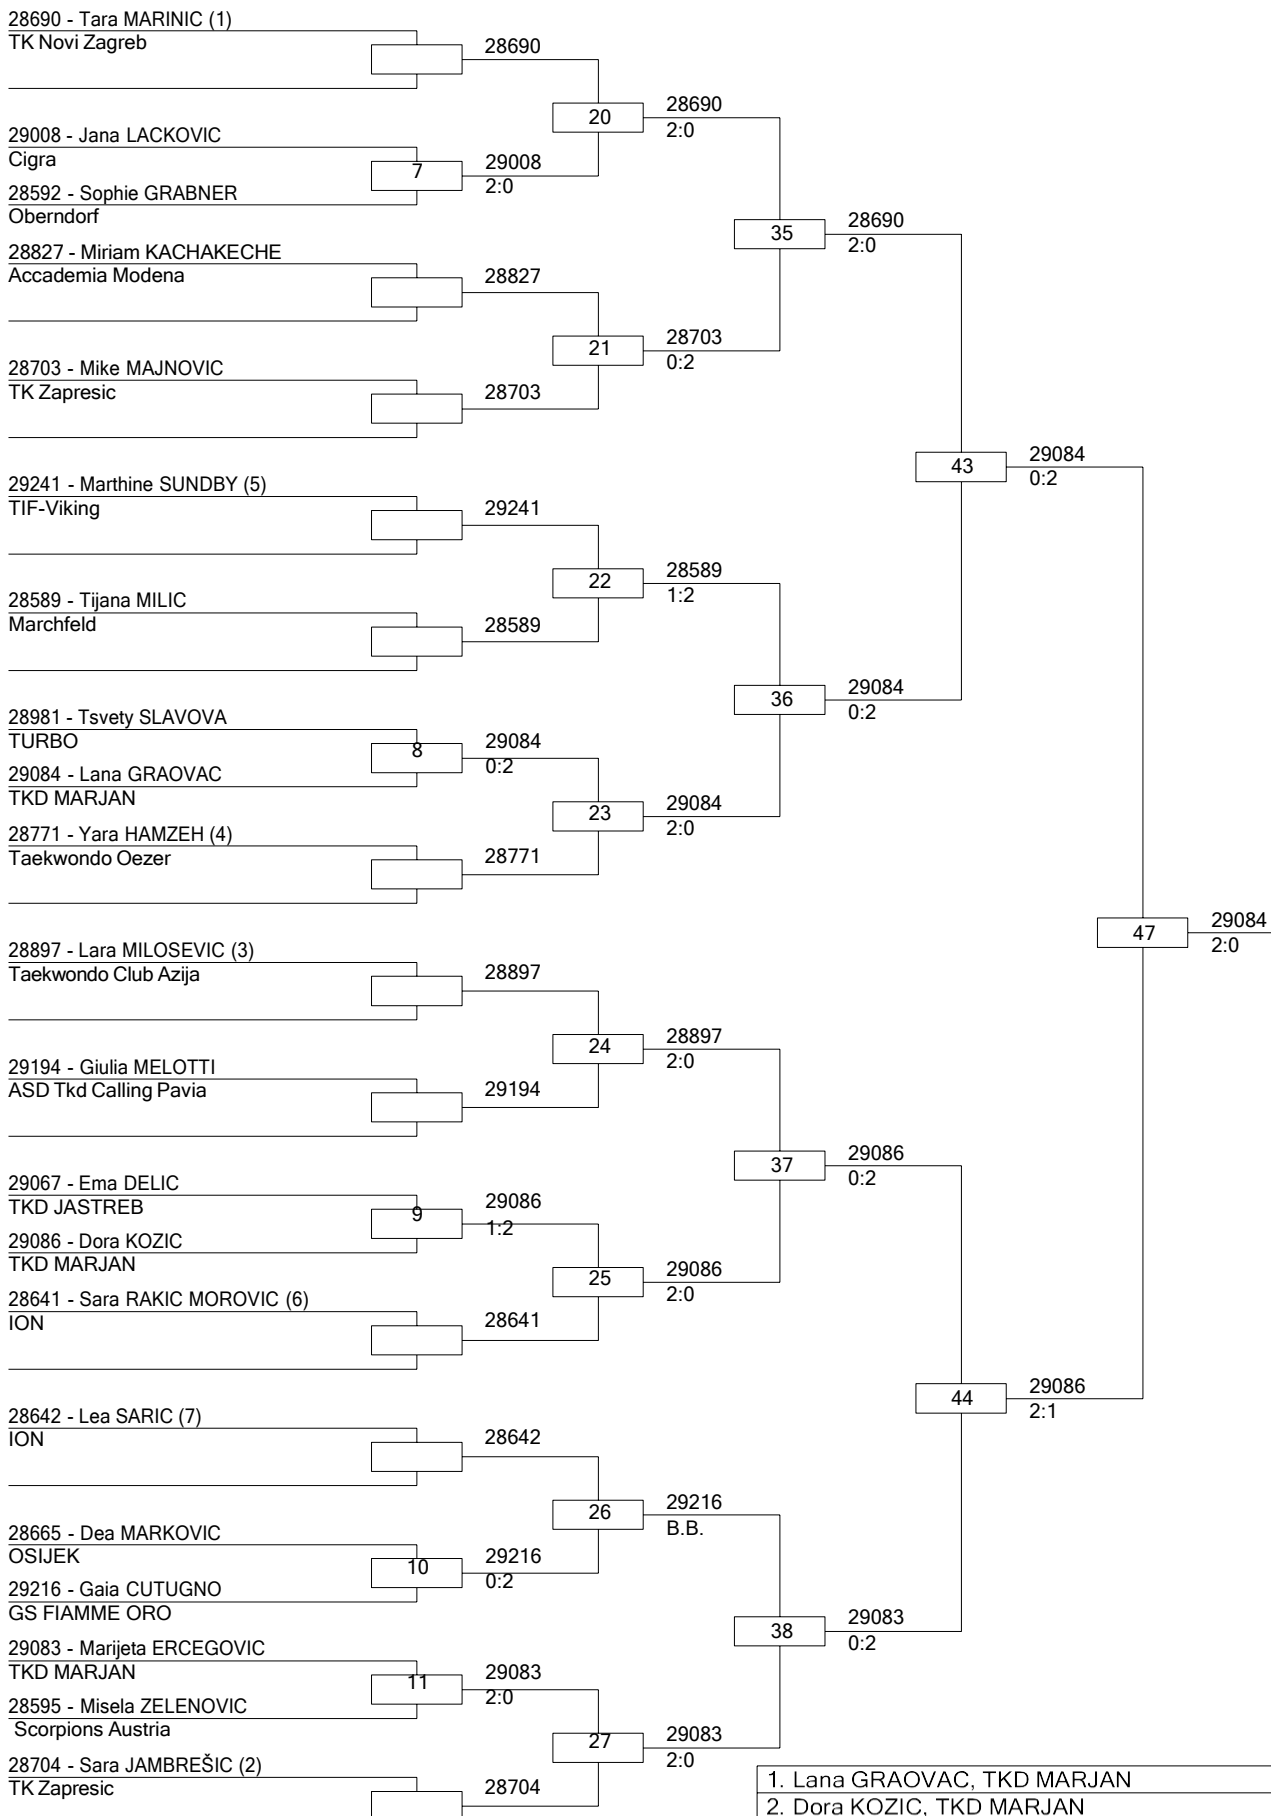 28690 - Tara MARINIC (1)
TK Novi Zagreb
28690
20
28690
2:0
29008 - Jana LACKOVIC
Cigra
7
29008
2:0
28592 - Sophie GRABNER
Oberndorf
35
28690
2:0
28827 - Miriam KACHAKECHE
Accademia Modena
28827
21
28703
0:2
28703 - Mike MAJNOVIC
TK Zapresic
28703
43
29084
0:2
29241 - Marthine SUNDBY (5)
TIF-Viking
29241
22
28589
1:2
28589 - Tijana MILIC
Marchfeld
28589
36
29084
0:2
28981 - Tsvety SLAVOVA
TURBO
8
29084
0:2
29084 - Lana GRAOVAC
TKD MARJAN
23
29084
2:0
28771 - Yara HAMZEH (4)
Taekwondo Oezer
28771
47
29084
2:0
28897 - Lara MILOSEVIC (3)
Taekwondo Club Azija
28897
24
28897
2:0
29194 - Giulia MELOTTI
ASD Tkd Calling Pavia
29194
37
29086
0:2
29067 - Ema DELIC
TKD JASTREB
9
29086
1:2
29086 - Dora KOZIC
TKD MARJAN
25
29086
2:0
28641 - Sara RAKIC MOROVIC (6)
ION
28641
44
29086
2:1
28642 - Lea SARIC (7)
ION
28642
26
29216
B.B.
28665 - Dea MARKOVIC
OSIJEK
10
29216
0:2
29216 - Gaia CUTUGNO
GS FIAMME ORO
38
29083
0:2
29083 - Marijeta ERCEGOVIC
TKD MARJAN
11
29083
2:0
28595 - Misela ZELENOVIC
Scorpions Austria
27
29083
2:0
28704 - Sara JAMBREŠIC (2)
TK Zapresic
28704
1. Lana GRAOVAC, TKD MARJAN
2. Dora KOZIC, TKD MARJAN